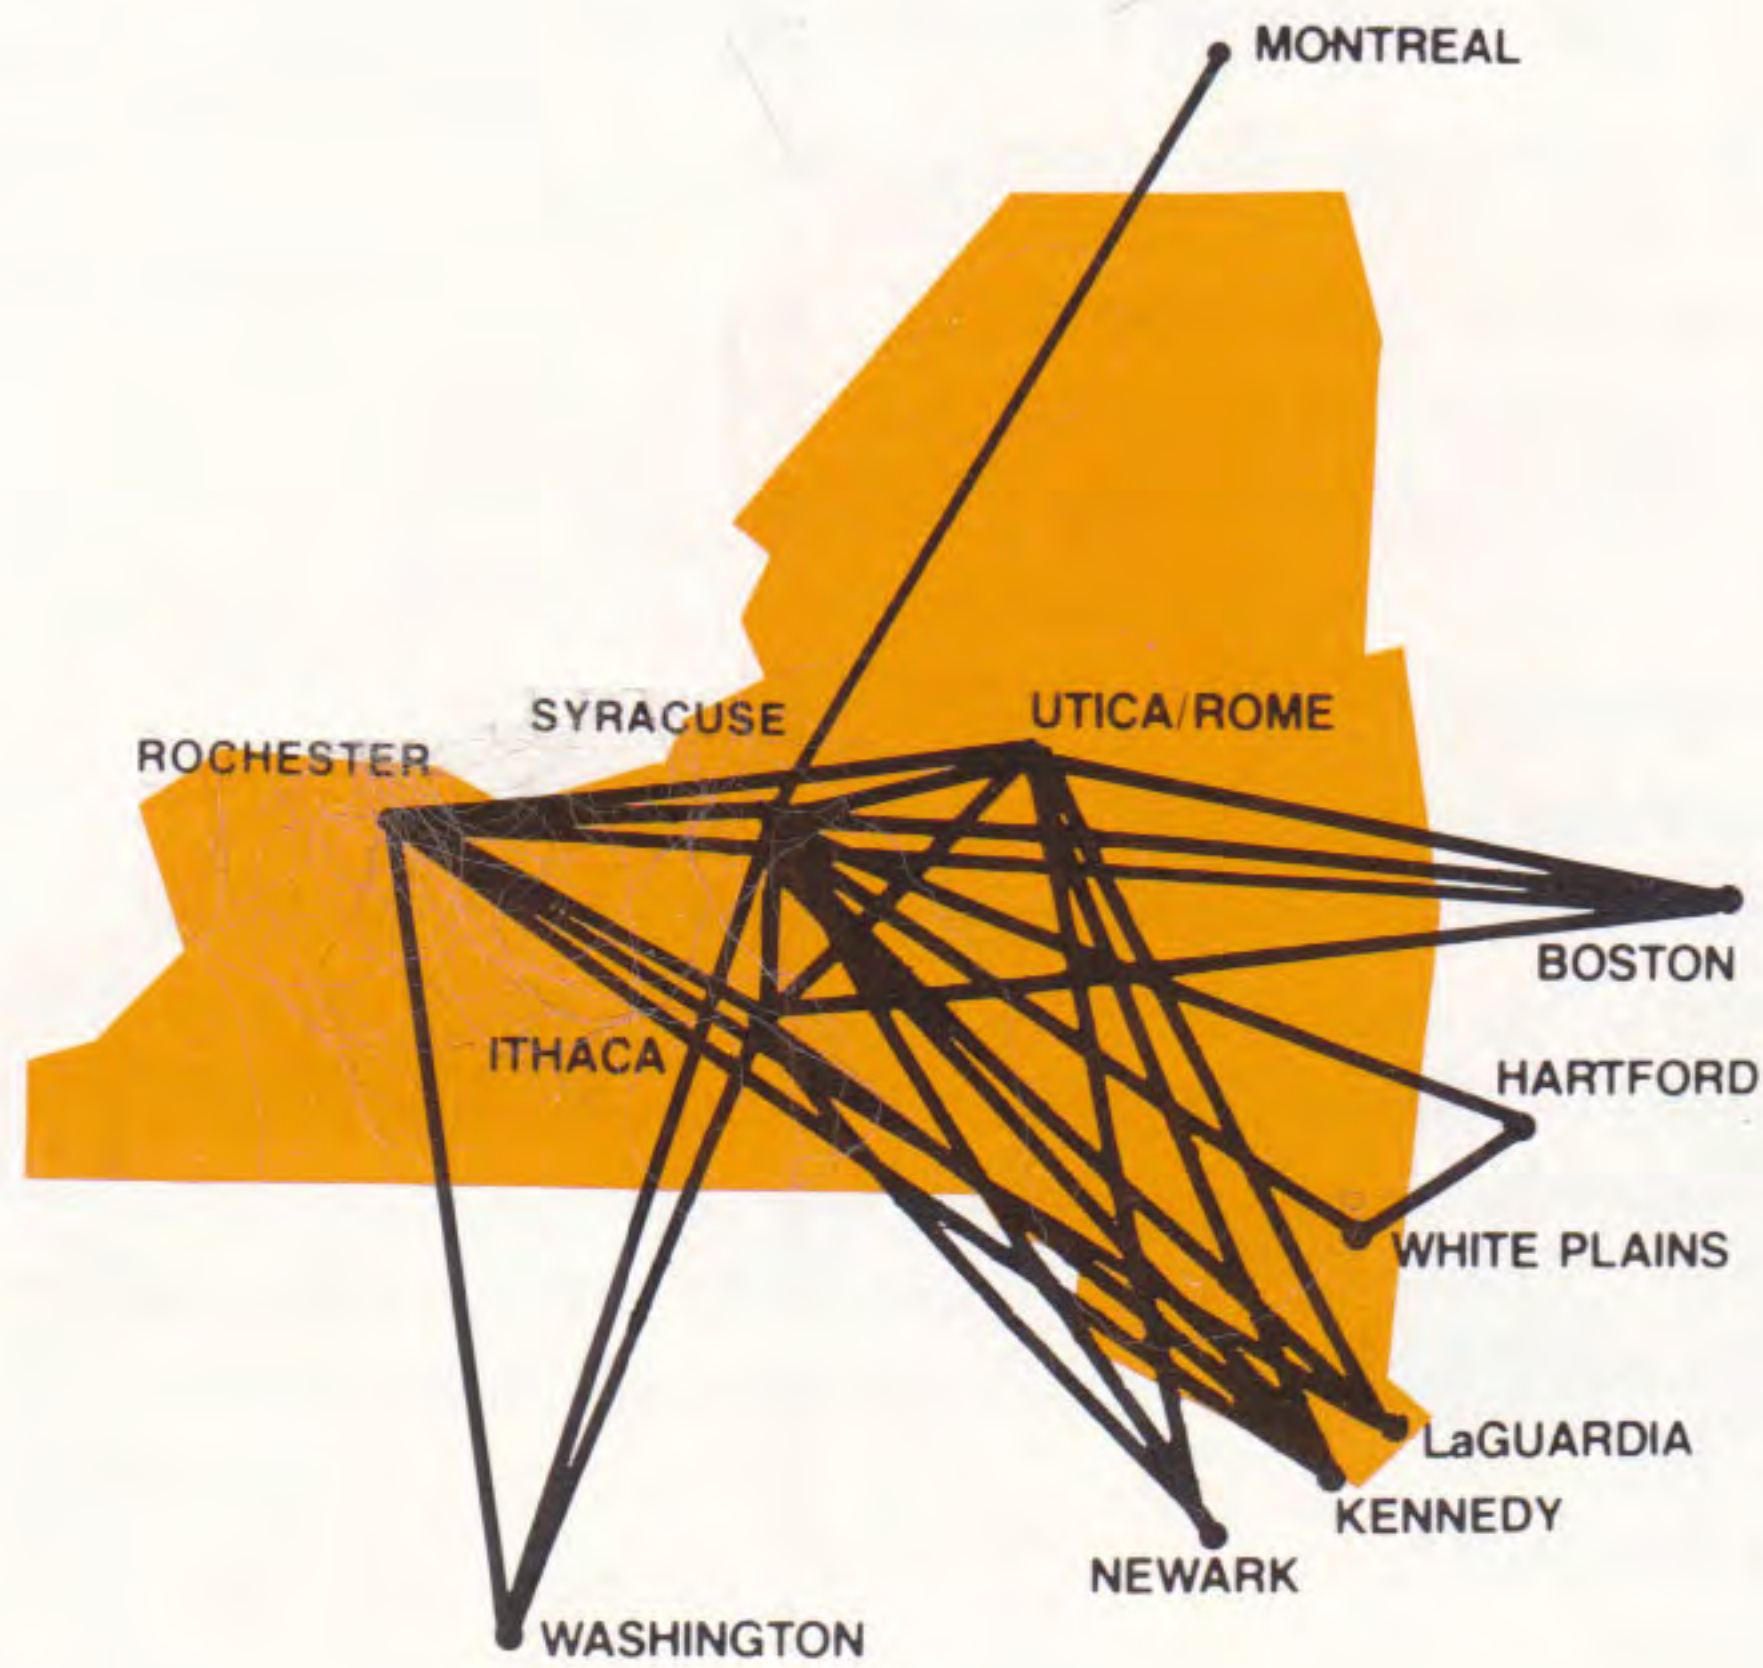 MONTREAL
SYRACUSE
UTICA/ROME
ROCHESTER
BOSTON
ITHACA
HARTFORD
WHITE PLAINS
LaGUARDIA
KENNEDY
NEWARK
WASHINGTON